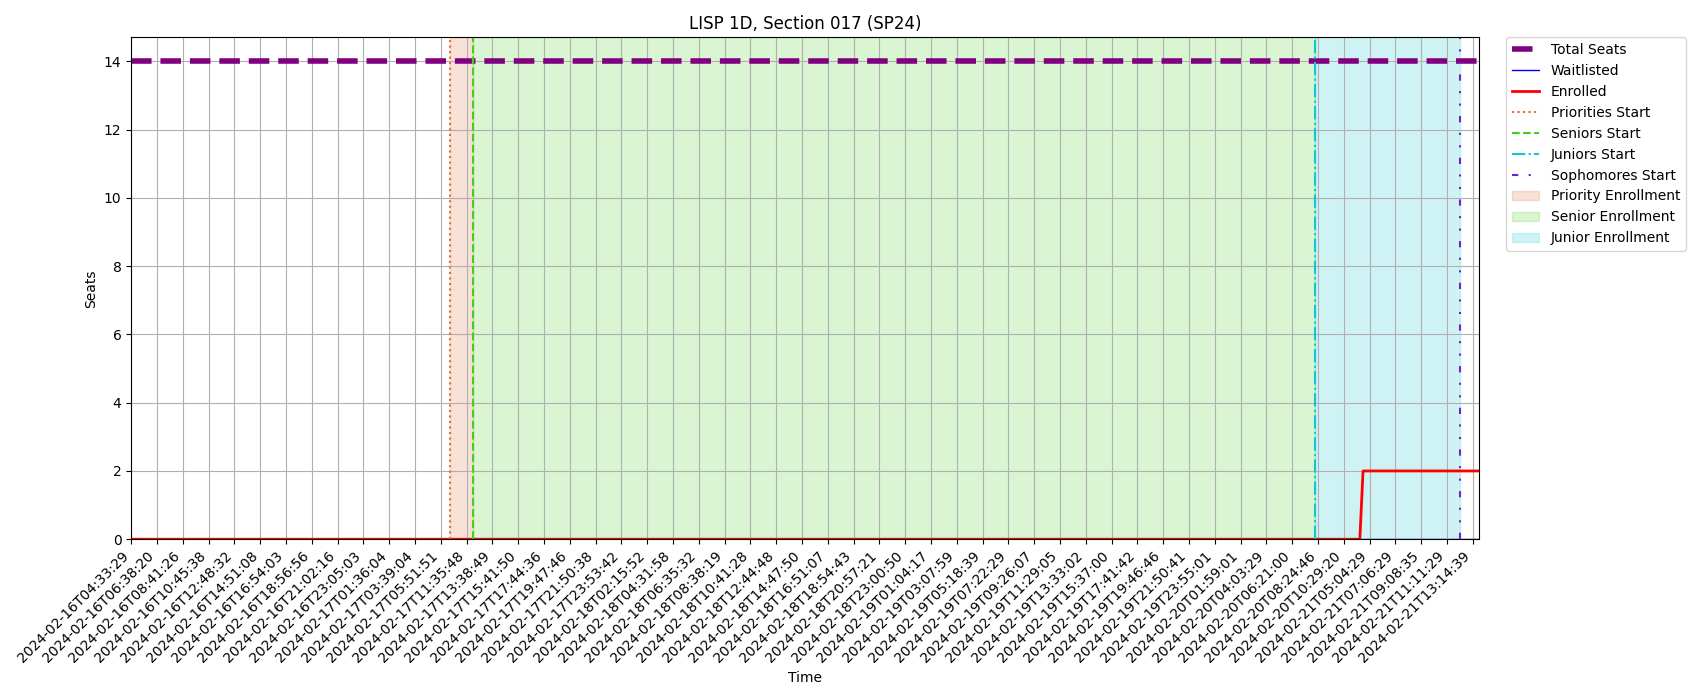 LISP 1D, Section 017 (SP24)
Total Seats
Waitlisted
Enrolled
Priorities Start
Seniors Start
Juniors Start
Sophomores Start
Priority Enrollment
Senior Enrollment
Junior Enrollment
Seats
14
12
10
8
6
4
2
0
2024-02-16T04:33:29
2024-02-16T06:38:20
2024-02-16T08:41:26
2024-02-16T10:45:38
2024-02-16T12:48:32
2024-02-16T14:51:08
2024-02-16T16:54:03
2024-02-16T18:56:56
2024-02-16T21:02:16
2024-02-16T23:05:03
2024-02-17T01:36:04
2024-02-17T03:39:04
2024-02-17T05:51:51
2024-02-17T11:35:48
2024-02-17T13:38:49
2024-02-17T15:41:50
2024-02-17T17:44:36
2024-02-17T19:47:46
2024-02-17T21:50:38
2024-02-17T23:53:42
2024-02-18T02:15:52
2024-02-18T04:31:58
2024-02-18T06:35:32
2024-02-18T08:38:19
2024-02-18T10:41:28
2024-02-18T12:44:48
2024-02-18T14:47:50
2024-02-18T16:51:07
2024-02-18T18:54:43
2024-02-18T20:57:21
2024-02-18T23:00:50
2024-02-19T01:04:17
2024-02-19T03:07:59
2024-02-19T05:18:39
2024-02-19T07:22:29
2024-02-19T09:26:07
2024-02-19T11:29:05
2024-02-19T13:33:02
2024-02-19T15:37:00
2024-02-19T17:41:42
2024-02-19T19:46:46
2024-02-19T21:50:41
2024-02-19T23:55:01
2024-02-20T01:59:01
2024-02-20T04:03:29
2024-02-20T06:21:00
2024-02-20T08:24:46
2024-02-20T10:29:20
2024-02-21T05:04:29
2024-02-21T07:06:29
2024-02-21T09:08:35
2024-02-21T11:11:29
2024-02-21T13:14:39
Time